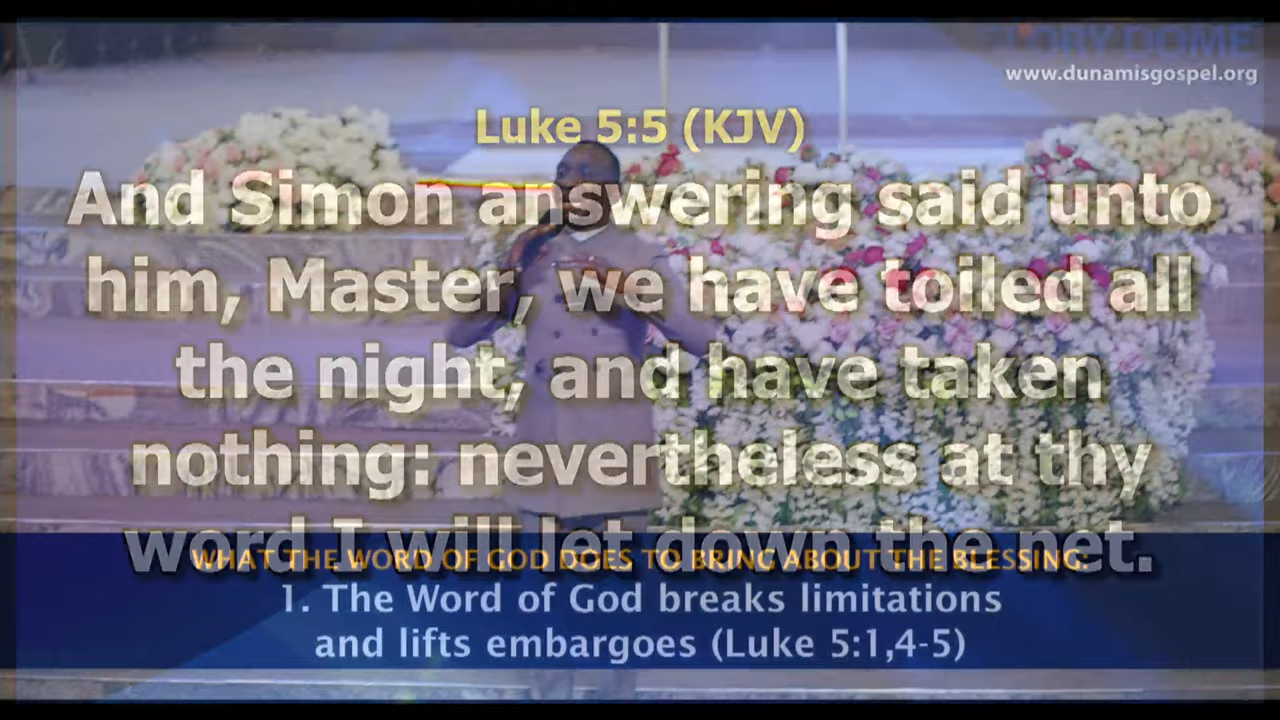 GLORY DOME
www.dunamisgospel.org
Luke 5:5 (KJV)
And Simon answering said unto
him, Master, we have toiled all
the night, and have taken
nothing: nevertheless at thy
word I will let down the net.
WHAT THE WORD OF GOD DOES TO BRING ABOUT THE BLESSING:
1. The Word of God breaks limitations
and lifts embargoes (Luke 5:1,4-5)